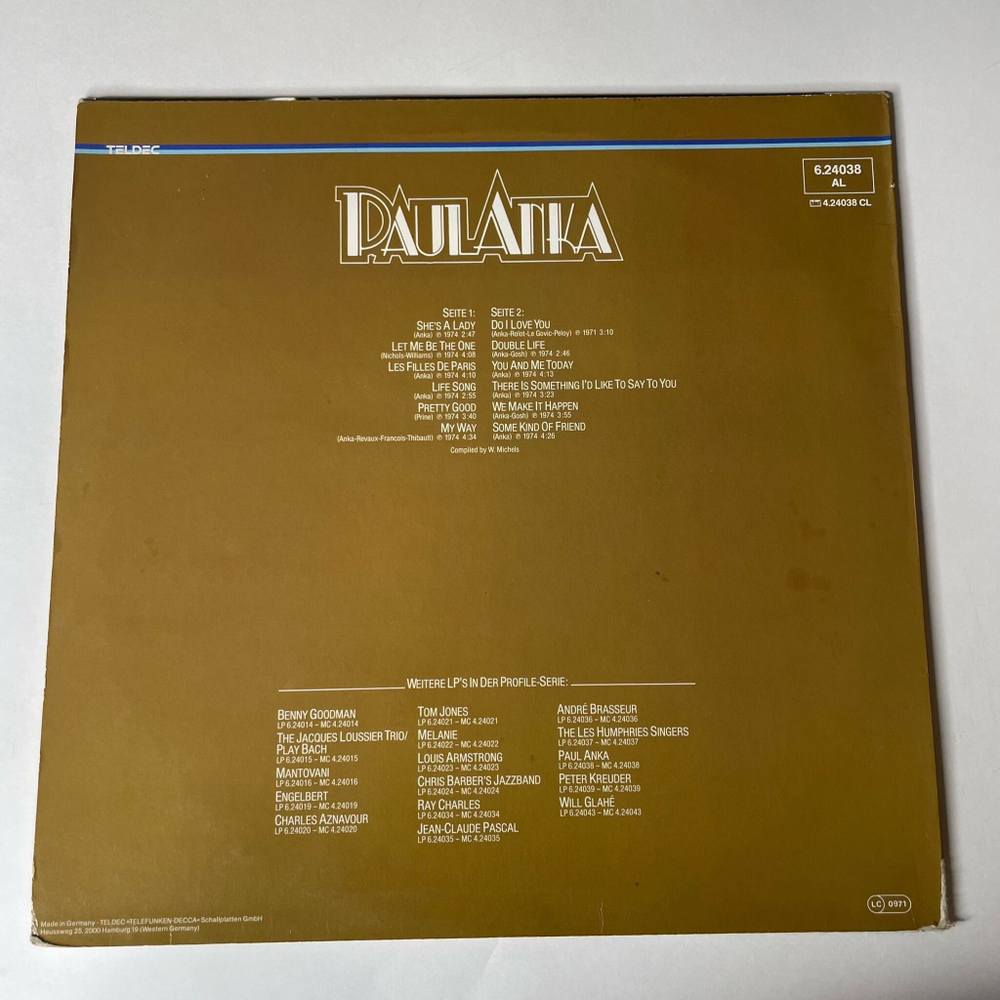 TELDEC
6.24038
AL
4.24038 CL
PAUL ANKA
SEITE 1:
SHE'S A LADY
(Anka) ℗ 1974 2:47
LET ME BE THE ONE
(Nichols-Williams) ℗ 1974 4:08
LES FILLES DE PARIS
(Anka) ℗ 1974 4:10
LIFE SONG
(Anka) ℗ 1974 2:55
PRETTY GOOD
(Prine) ℗ 1974 3:40
MY WAY
(Anka-Revaux-Francois-Thibault) ℗ 1974 4:34
SEITE 2:
DO I LOVE YOU
(Anka-Rolot-Le Govic-Peloy) ℗ 1971 3:10
DOUBLE LIFE
(Anka-Gosh) ℗ 1974 2:46
YOU AND ME TODAY
(Anka) ℗ 1974 4:13
THERE IS SOMETHING I'D LIKE TO SAY TO YOU
(Anka) ℗ 1974 3:23
WE MAKE IT HAPPEN
(Anka-Gosh) ℗ 1974 3:55
SOME KIND OF FRIEND
(Anka) ℗ 1974 4:26
Compiled by W. Michels
WEITERE LP'S IN DER PROFILE-SERIE:
BENNY GOODMAN
LP 6.24014 – MC 4.24014
THE JACQUES LOUSSIER TRIO/
PLAY BACH
LP 6.24015 – MC 4.24015
MANTOVANI
LP 6.24016 – MC 4.24016
ENGELBERT
LP 6.24019 – MC 4.24019
CHARLES AZNAVOUR
LP 6.24020 – MC 4.24020
TOM JONES
LP 6.24021 – MC 4.24021
MELANIE
LP 6.24022 – MC 4.24022
LOUIS ARMSTRONG
LP 6.24023 – MC 4.24023
CHRIS BARBER'S JAZZBAND
LP 6.24024 – MC 4.24024
RAY CHARLES
LP 6.24034 – MC 4.24034
JEAN-CLAUDE PASCAL
LP 6.24035 – MC 4.24035
ANDRÉ BRASSEUR
LP 6.24036 – MC 4.24036
THE LES HUMPHRIES SINGERS
LP 6.24037 – MC 4.24037
PAUL ANKA
LP 6.24038 – MC 4.24038
PETER KREUDER
LP 6.24039 – MC 4.24039
WILL GLAHÉ
LP 6.24043 – MC 4.24043
Made in Germany · TELDEC »TELEFUNKEN-DECCA« Schallplatten GmbH
Heussweg 25, 2000 Hamburg 19 (Western Germany)
LC 0971